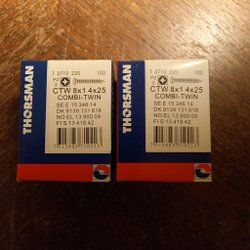 THORSMAN
T 3710 220 100
PZ
CTW 8x1 4x25
COMBI-TWIN
SE E 15 346 14
DK 9139 131 618
NO EL 13 900 09
FI S 13 418 42
THORSMAN
T 3710 220 100
PZ
CTW 8x1 4x25
COMBI-TWIN
SE E 15 346 14
DK 9139 131 618
NO EL 13 900 09
FI S 13 418 42